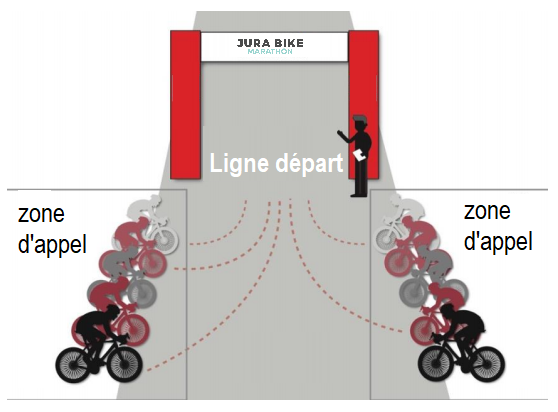 JURA BIKE
MARATHON
Ligne départ
zone
d'appel
zone
d'appel